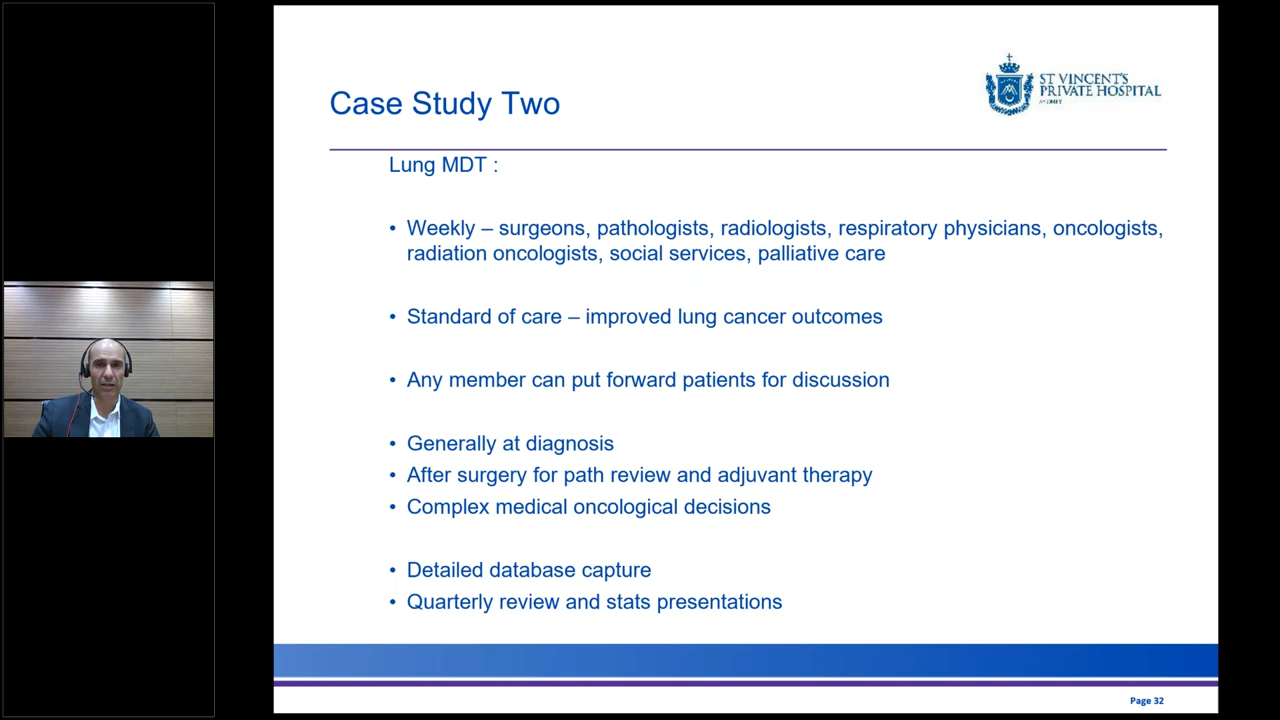 Case Study Two
ST VINCENT'S
PRIVATE HOSPITAL
SYDNEY
Lung MDT :
• Weekly – surgeons, pathologists, radiologists, respiratory physicians, oncologists,
radiation oncologists, social services, palliative care
• Standard of care – improved lung cancer outcomes
• Any member can put forward patients for discussion
• Generally at diagnosis
• After surgery for path review and adjuvant therapy
• Complex medical oncological decisions
• Detailed database capture
• Quarterly review and stats presentations
Page 32